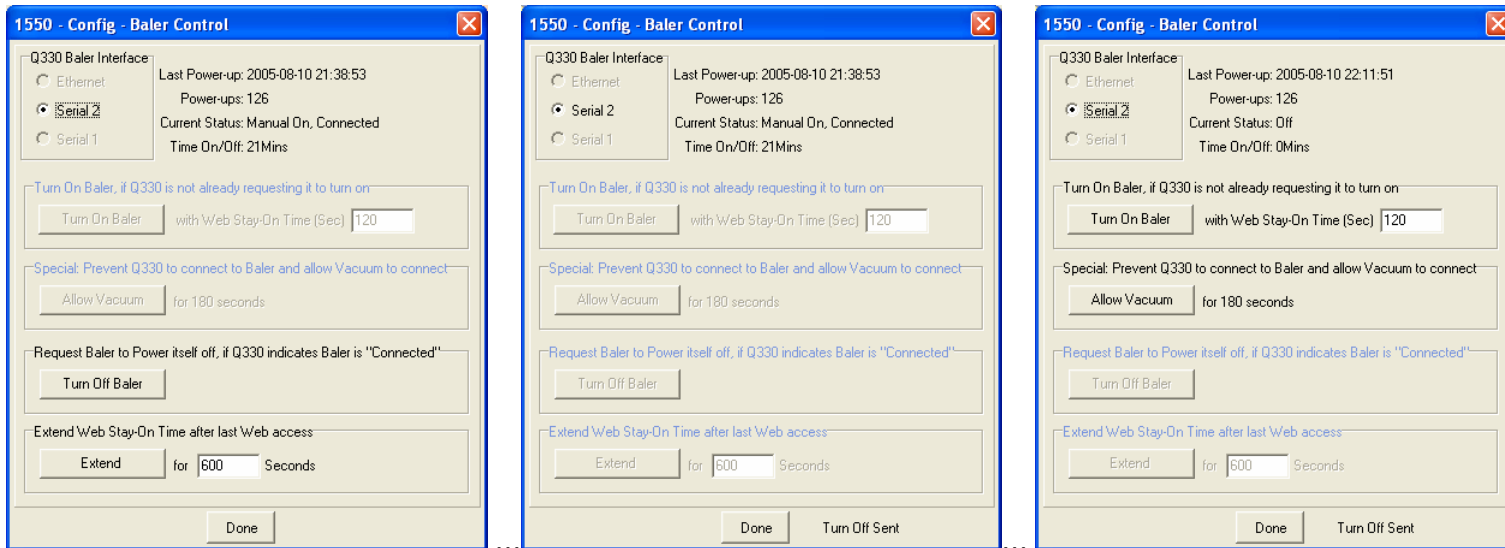 1550 - Config - Baler Control
Q330 Baler Interface
Ethernet
Serial 2
Serial 1
Last Power-up: 2005-08-10 21:38:53
Power-ups: 126
Current Status: Manual On, Connected
Time On/Off: 21Mins
Turn On Baler, if Q330 is not already requesting it to turn on
Turn On Baler with Web Stay-On Time (Sec) 120
Special: Prevent Q330 to connect to Baler and allow Vacuum to connect
Allow Vacuum for 180 seconds
Request Baler to Power itself off, if Q330 indicates Baler is "Connected"
Turn Off Baler
Extend Web Stay-On Time after last Web access
Extend for 600 Seconds
Done
...
1550 - Config - Baler Control
Q330 Baler Interface
Ethernet
Serial 2
Serial 1
Last Power-up: 2005-08-10 21:38:53
Power-ups: 126
Current Status: Manual On, Connected
Time On/Off: 21Mins
Turn On Baler, if Q330 is not already requesting it to turn on
Turn On Baler with Web Stay-On Time (Sec) 120
Special: Prevent Q330 to connect to Baler and allow Vacuum to connect
Allow Vacuum for 180 seconds
Request Baler to Power itself off, if Q330 indicates Baler is "Connected"
Turn Off Baler
Extend Web Stay-On Time after last Web access
Extend for 600 Seconds
Done Turn Off Sent
...
1550 - Config - Baler Control
Q330 Baler Interface
Ethernet
Serial 2
Serial 1
Last Power-up: 2005-08-10 22:11:51
Power-ups: 126
Current Status: Off
Time On/Off: 0Mins
Turn On Baler, if Q330 is not already requesting it to turn on
Turn On Baler with Web Stay-On Time (Sec) 120
Special: Prevent Q330 to connect to Baler and allow Vacuum to connect
Allow Vacuum for 180 seconds
Request Baler to Power itself off, if Q330 indicates Baler is "Connected"
Turn Off Baler
Extend Web Stay-On Time after last Web access
Extend for 600 Seconds
Done Turn Off Sent